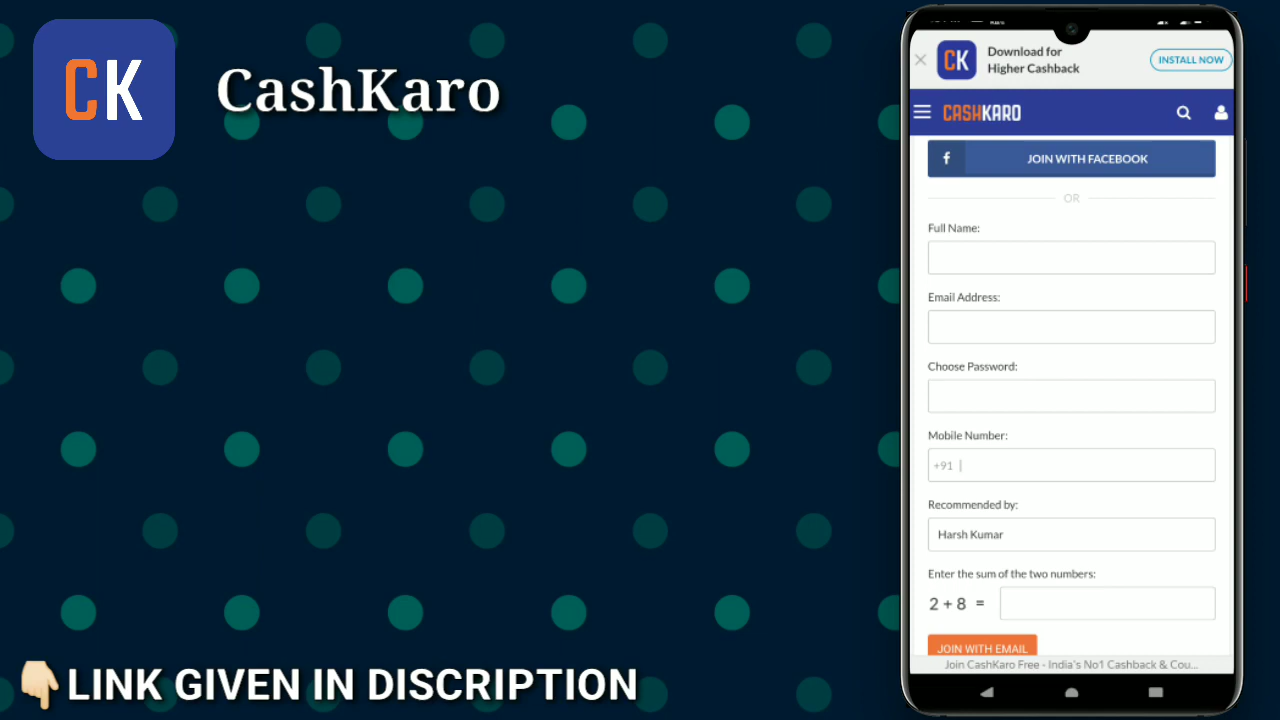 CK
CashKaro
👇LINK GIVEN IN DISCRIPTION
CK
Download for
Higher Cashback
INSTALL NOW
CASHKARO
f
JOIN WITH FACEBOOK
OR
Full Name:
Email Address:
Choose Password:
Mobile Number:
+91
Recommended by:
Harsh Kumar
Enter the sum of the two numbers:
2 + 8 =
JOIN WITH EMAIL
Join CashKaro Free - India's No1 Cashback & Cou...